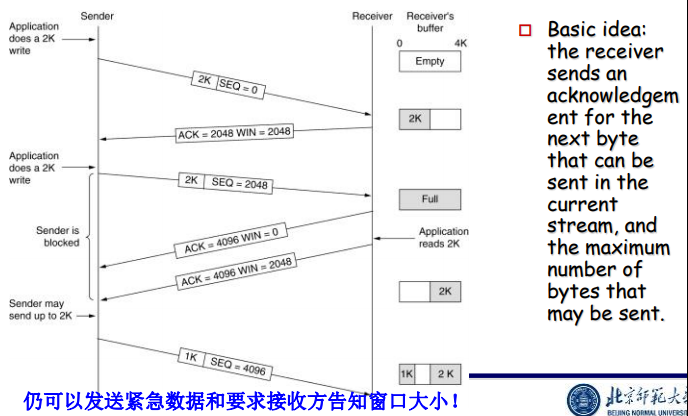 Sender
Receiver
Receiver's
buffer
Application
does a 2K
write
0
4K
Empty
2K SEQ = 0
2K
ACK = 2048 WIN = 2048
Application
does a 2K
write
2K SEQ = 2048
Full
Sender is
blocked
ACK = 4096 WIN = 0
Application
reads 2K
ACK = 4096 WIN = 2048
2K
Sender may
send up to 2K
1K SEQ = 4096
1K 2 K
Basic idea:
the receiver
sends an
acknowledgem
ent for the
next byte
that can be
sent in the
current
stream, and
the maximum
number of
bytes that
may be sent.
仍可以发送紧急数据和要求接收方告知窗口大小！
北京师范大
BEIJING NORMAL UNIVERSI